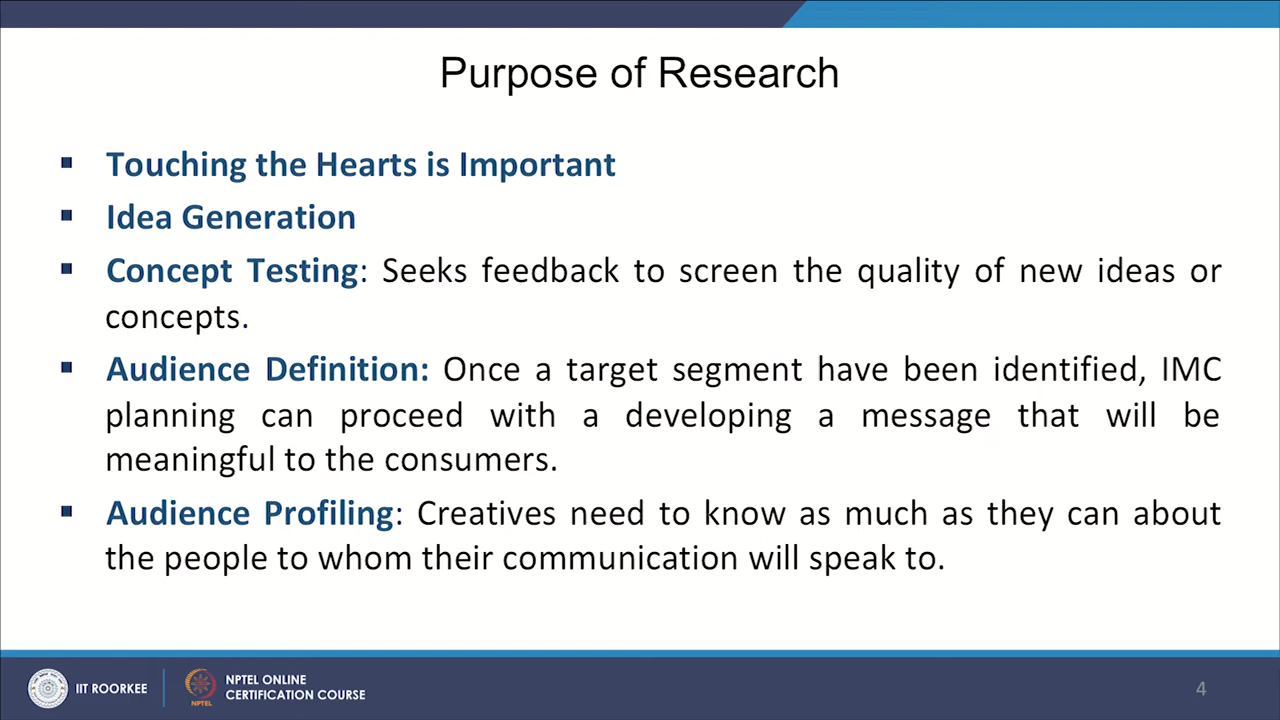 Purpose of Research
▪ Touching the Hearts is Important
▪ Idea Generation
▪ Concept Testing: Seeks feedback to screen the quality of new ideas or
concepts.
▪ Audience Definition: Once a target segment have been identified, IMC
planning can proceed with a developing a message that will be
meaningful to the consumers.
▪ Audience Profiling: Creatives need to know as much as they can about
the people to whom their communication will speak to.
IIT ROORKEE
NPTEL
NPTEL ONLINE
CERTIFICATION COURSE
4